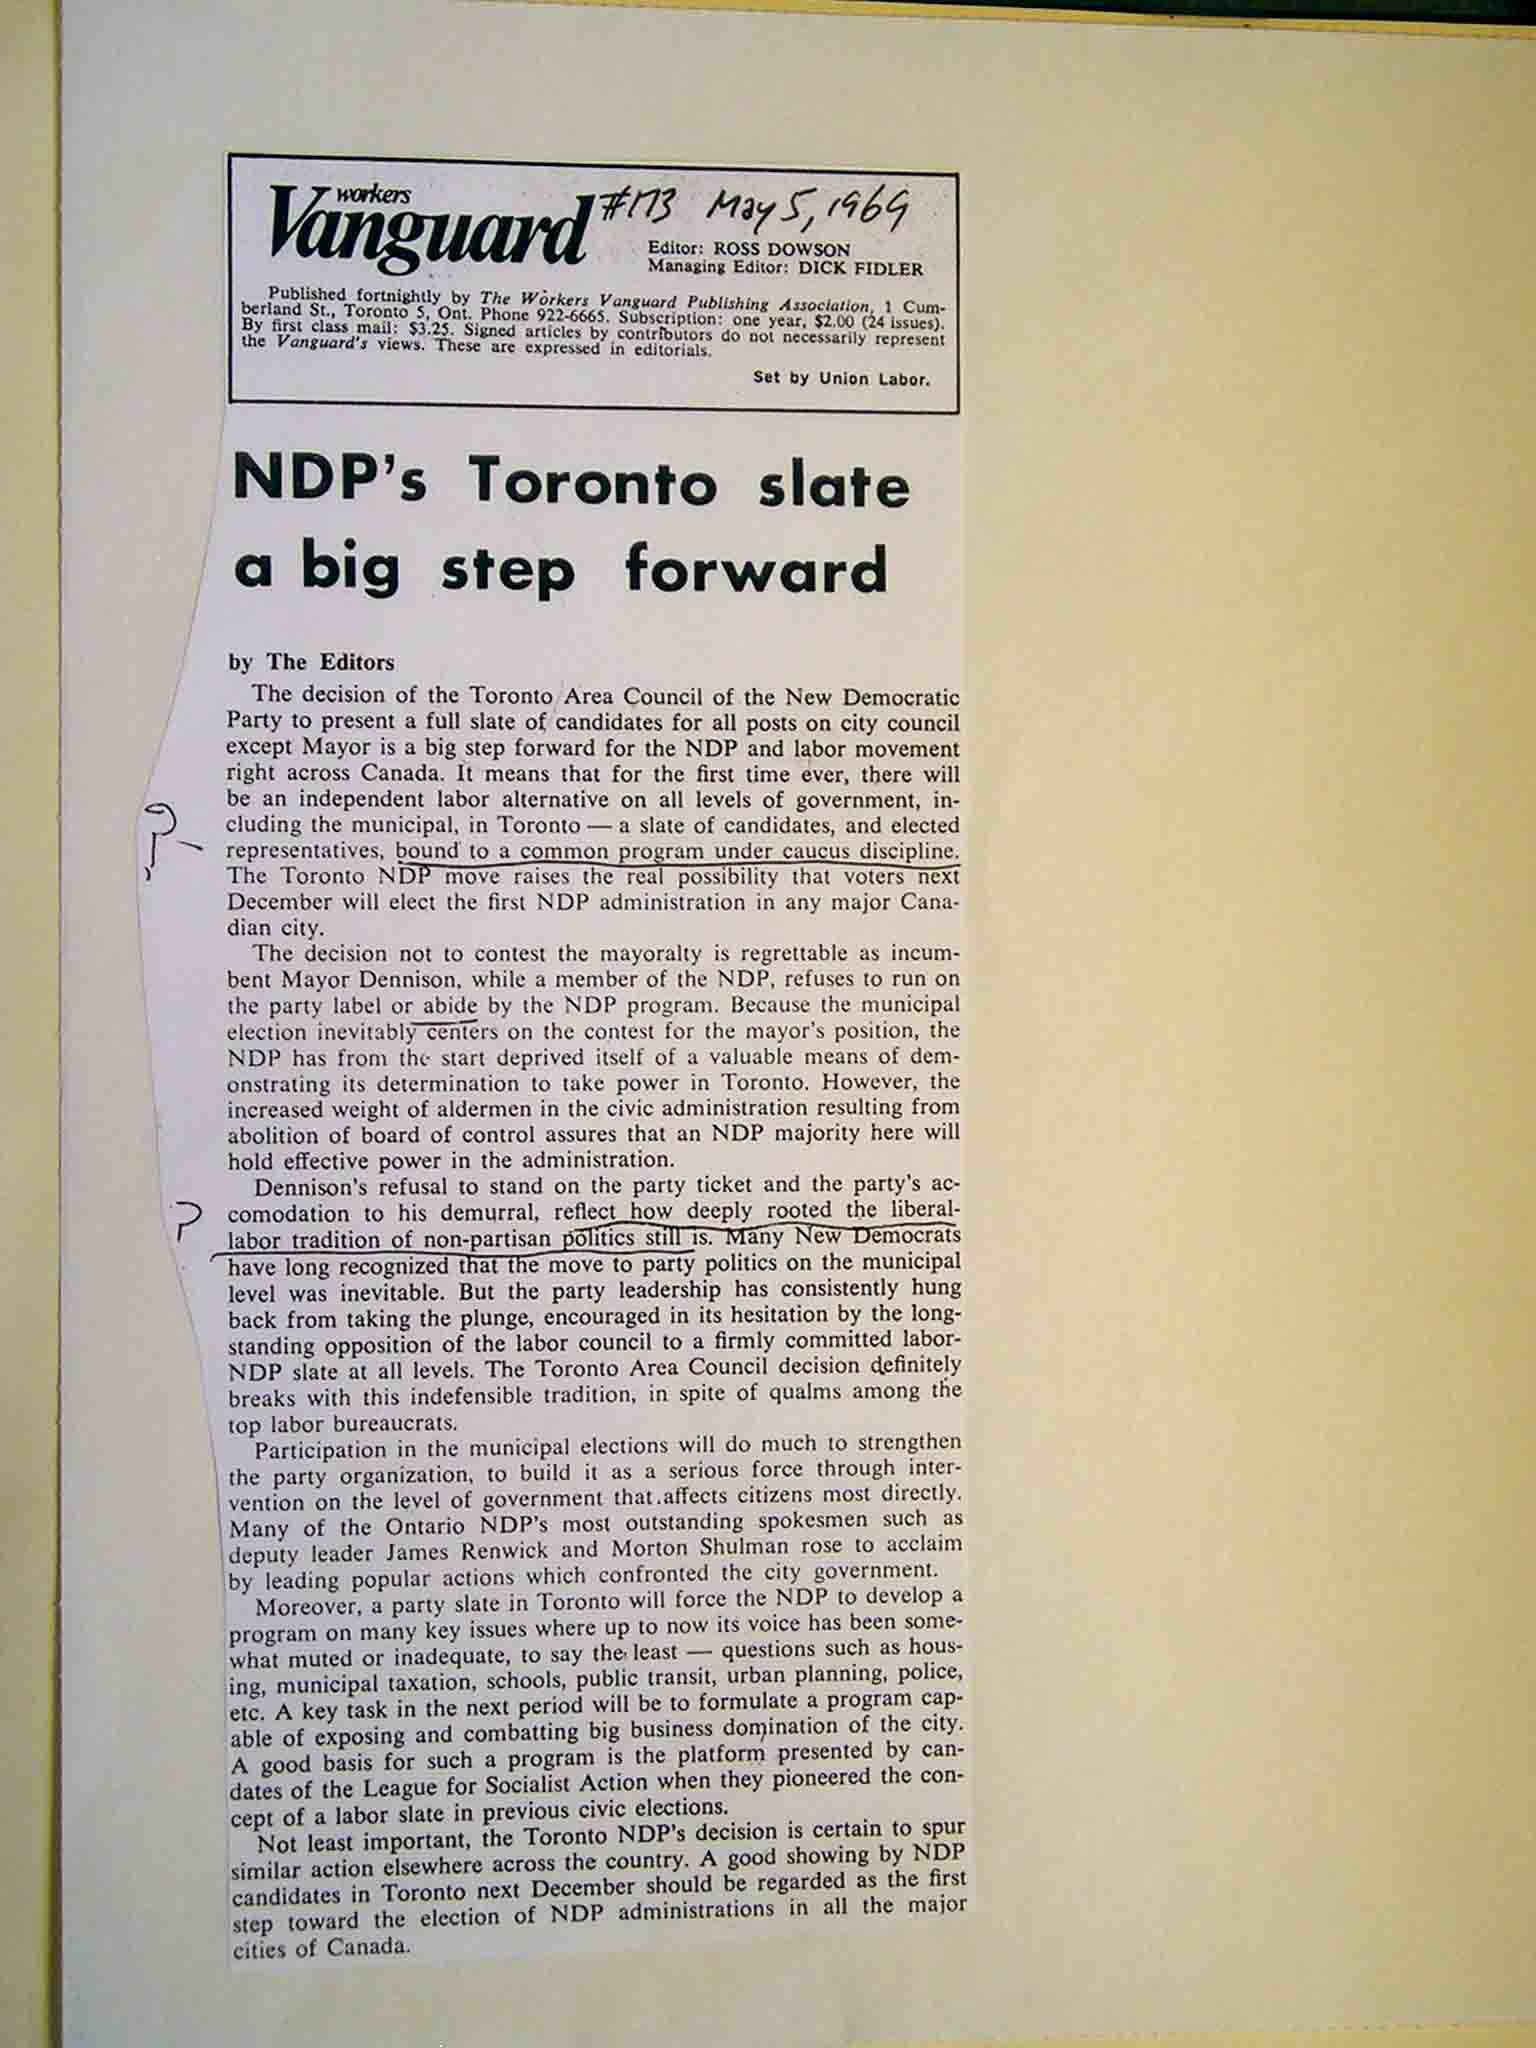 workers
Vanguard
#173 May 5, 1969
Editor: ROSS DOWSON
Managing Editor: DICK FIDLER
Published fortnightly by The Workers Vanguard Publishing Association, 1 Cum-
berland St., Toronto 5, Ont. Phone 922-6665. Subscription: one year, $2.00 (24 issues).
By first class mail: $3.25. Signed articles by contributors do not necessarily represent
the Vanguard's views. These are expressed in editorials.
Set by Union Labor.
NDP's Toronto slate
a big step forward
by The Editors
The decision of the Toronto Area Council of the New Democratic
Party to present a full slate of candidates for all posts on city council
except Mayor is a big step forward for the NDP and labor movement
right across Canada. It means that for the first time ever, there will
be an independent labor alternative on all levels of government, in-
cluding the municipal, in Toronto — a slate of candidates, and elected
?
representatives, bound to a common program under caucus discipline.
The Toronto NDP move raises the real possibility that voters next
December will elect the first NDP administration in any major Cana-
dian city.
The decision not to contest the mayoralty is regrettable as incum-
bent Mayor Dennison, while a member of the NDP, refuses to run on
the party label or abide by the NDP program. Because the municipal
election inevitably centers on the contest for the mayor's position, the
NDP has from the start deprived itself of a valuable means of dem-
onstrating its determination to take power in Toronto. However, the
increased weight of aldermen in the civic administration resulting from
abolition of board of control assures that an NDP majority here will
hold effective power in the administration.
Dennison's refusal to stand on the party ticket and the party's ac-
?
comodation to his demurral, reflect how deeply rooted the liberal-
labor tradition of non-partisan politics still is. Many New Democrats
have long recognized that the move to party politics on the municipal
level was inevitable. But the party leadership has consistently hung
back from taking the plunge, encouraged in its hesitation by the long-
standing opposition of the labor council to a firmly committed labor-
NDP slate at all levels. The Toronto Area Council decision definitely
breaks with this indefensible tradition, in spite of qualms among the
top labor bureaucrats.
Participation in the municipal elections will do much to strengthen
the party organization, to build it as a serious force through inter-
vention on the level of government that affects citizens most directly.
Many of the Ontario NDP's most outstanding spokesmen such as
deputy leader James Renwick and Morton Shulman rose to acclaim
by leading popular actions which confronted the city government.
Moreover, a party slate in Toronto will force the NDP to develop a
program on many key issues where up to now its voice has been some-
what muted or inadequate, to say the least — questions such as hous-
ing, municipal taxation, schools, public transit, urban planning, police,
etc. A key task in the next period will be to formulate a program cap-
able of exposing and combatting big business domination of the city.
A good basis for such a program is the platform presented by can-
dates of the League for Socialist Action when they pioneered the con-
cept of a labor slate in previous civic elections.
Not least important, the Toronto NDP's decision is certain to spur
similar action elsewhere across the country. A good showing by NDP
candidates in Toronto next December should be regarded as the first
step toward the election of NDP administrations in all the major
cities of Canada.